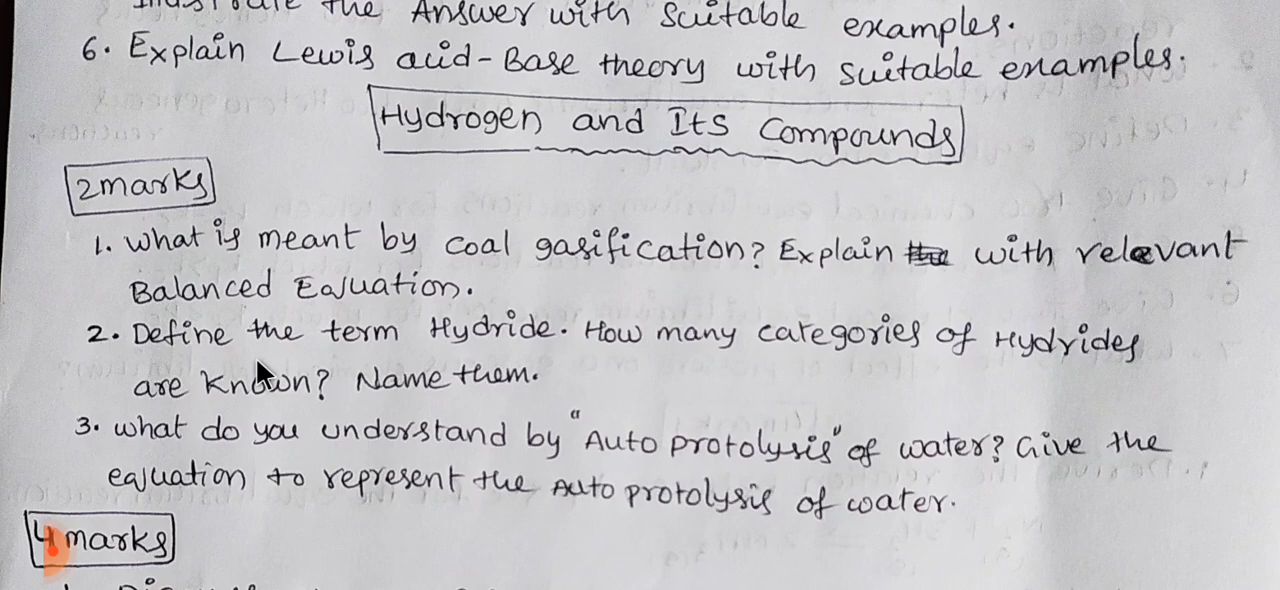 the Answer with Suitable examples.
6. Explain Lewis acid-Base theory with suitable examples.
Hydrogen and Its Compounds
2marks
1. What is meant by coal gasification? Explain with relevant
Balanced Equation.
2. Define the term Hydride. How many categories of Hydrides
are Known? Name them.
3. what do you understand by "Auto protolysis" of water? Give the
equation to represent the Auto protolysis of water.
4 marks